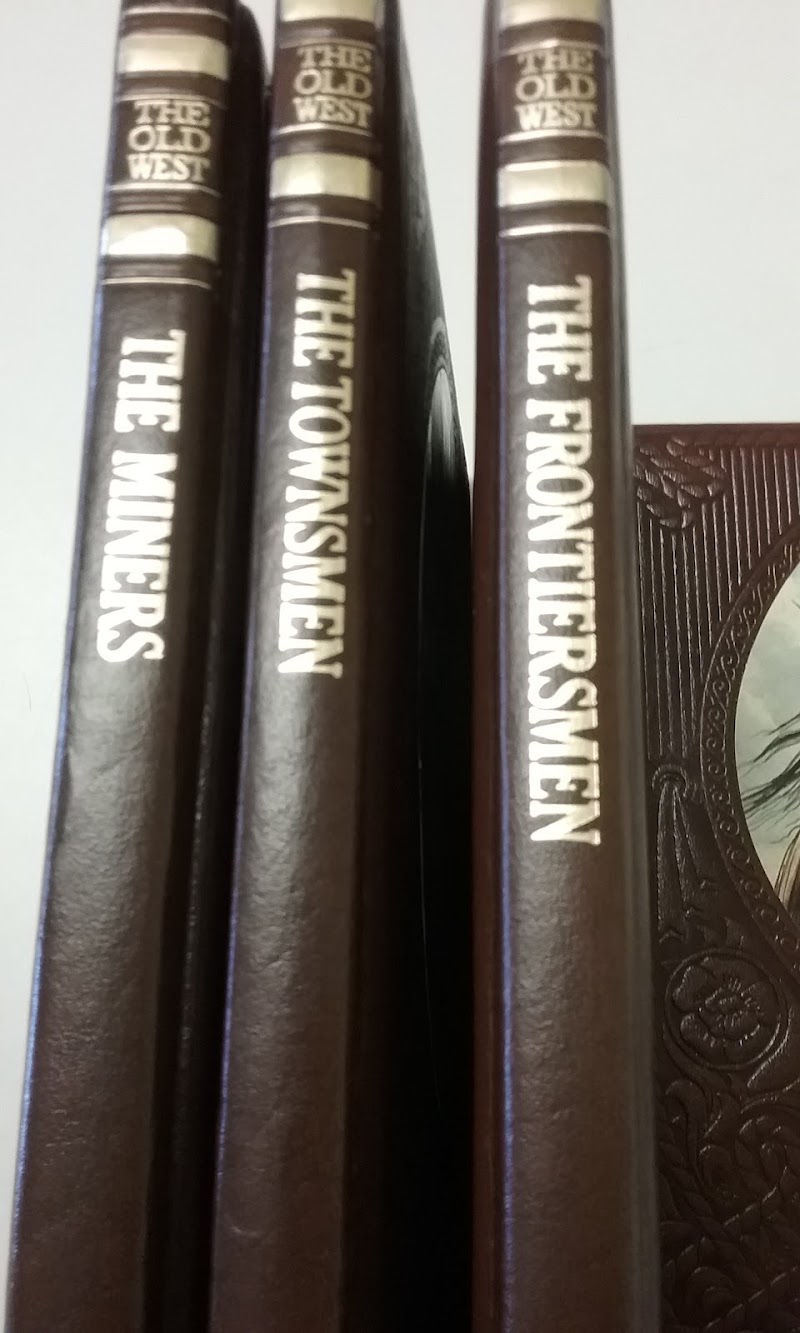 THE
OLD
WEST
THE MINERS
THE
OLD
WEST
THE TOWNSMEN
THE
OLD
WEST
THE FRONTIERSMEN